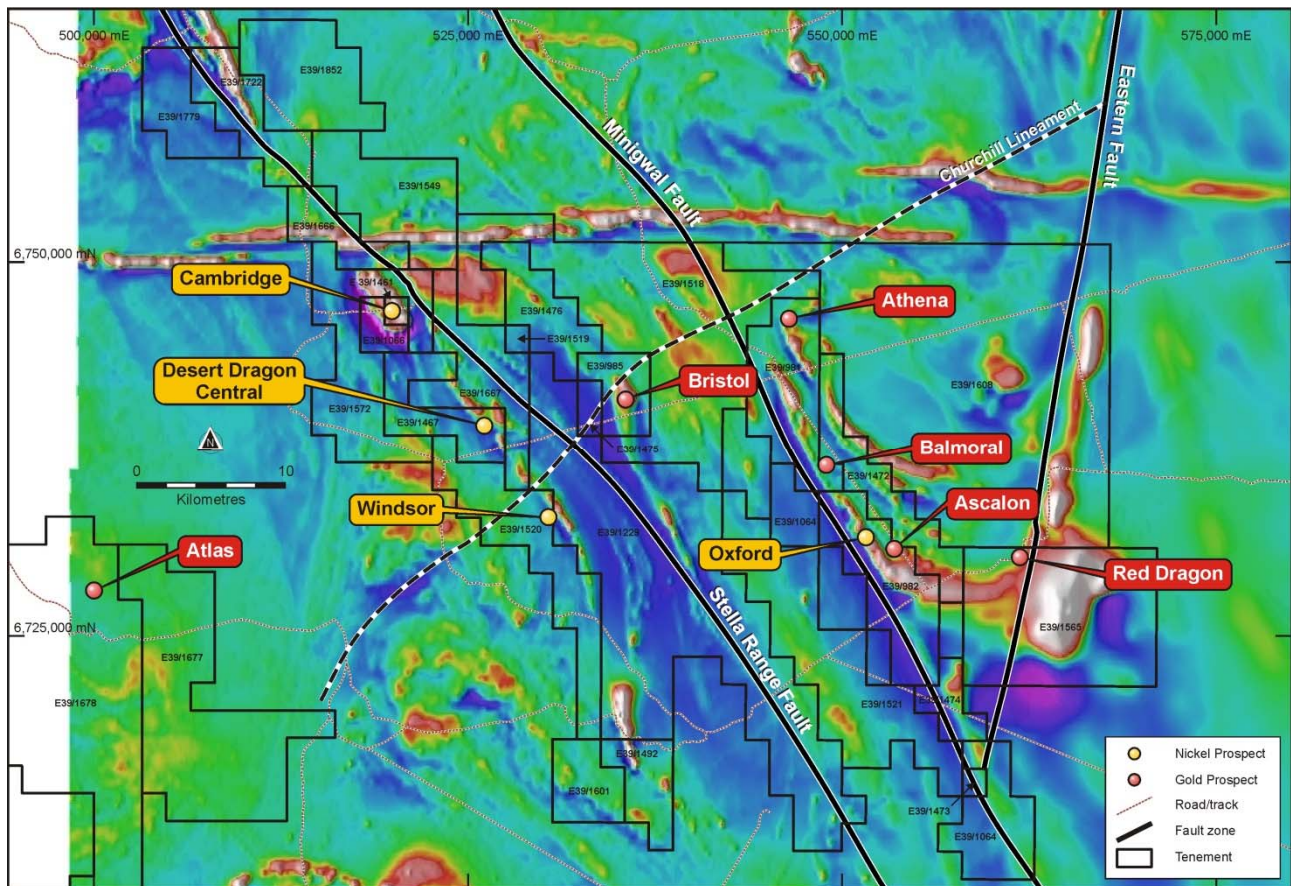 500,000 mE
525,000 mE
550,000 mE
575,000 mE
E39/1722
E39/1852
E39/1779
Minigwal Fault
Eastern Fault
Churchill Lineament
E39/1549
E39/1666
6,750,000 mN
Cambridge
E39/1461
E39/1518
E39/1476
Athena
E39/1066
E39/1519
E39/985
Desert Dragon
Central
E39/1667
Bristol
E39/1608
E39/1572
E39/1467
N
E39/1475
Balmoral
E39/1472
0
10
Kilometres
Windsor
E39/1520
E39/1229
E39/1064
Ascalon
Oxford
Atlas
Red Dragon
E39/982
Stella Range Fault
E39/1565
6,725,000 mN
E39/1677
E39/1678
E39/1521
E39/1474
E39/1492
E39/1601
E39/1473
E39/1064
Nickel Prospect
Gold Prospect
Road/track
Fault zone
Tenement